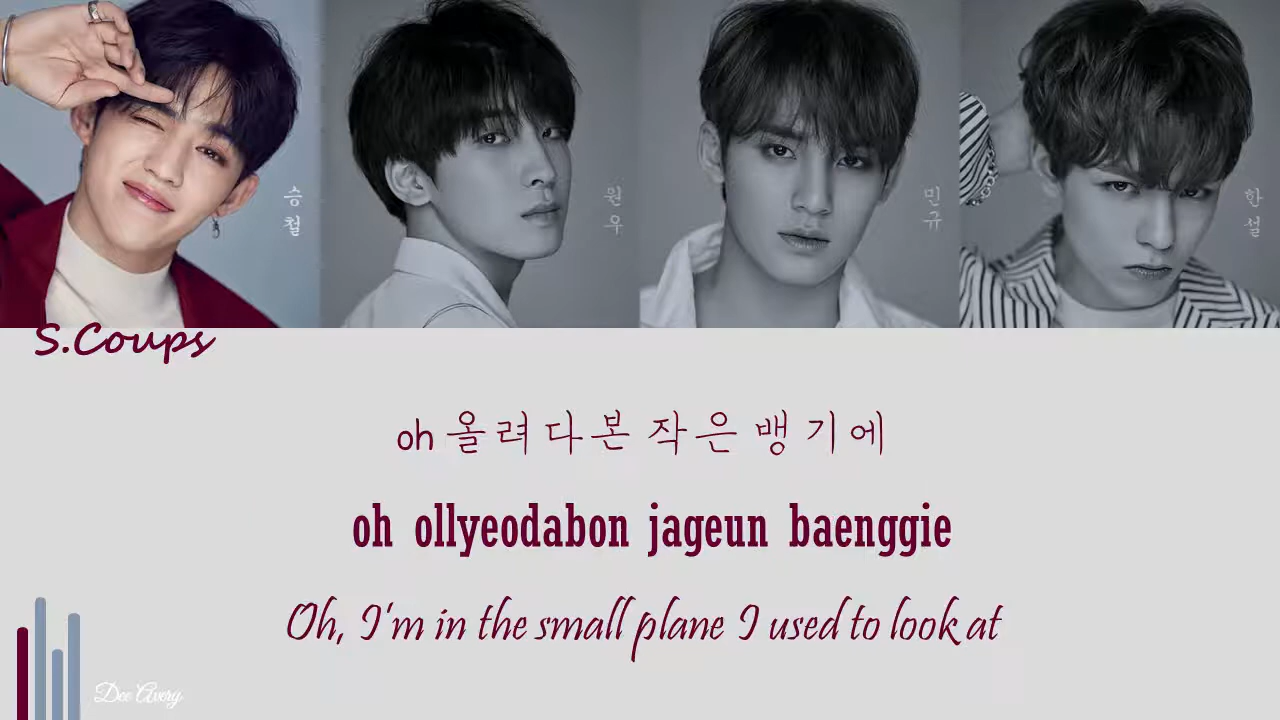 승철
원우
민규
한설
S.Coups
oh 올려다본 작은 뱅기에
oh ollyeodabon jageun baenggie
Oh, I'm in the small plane I used to look at
Dee Avery